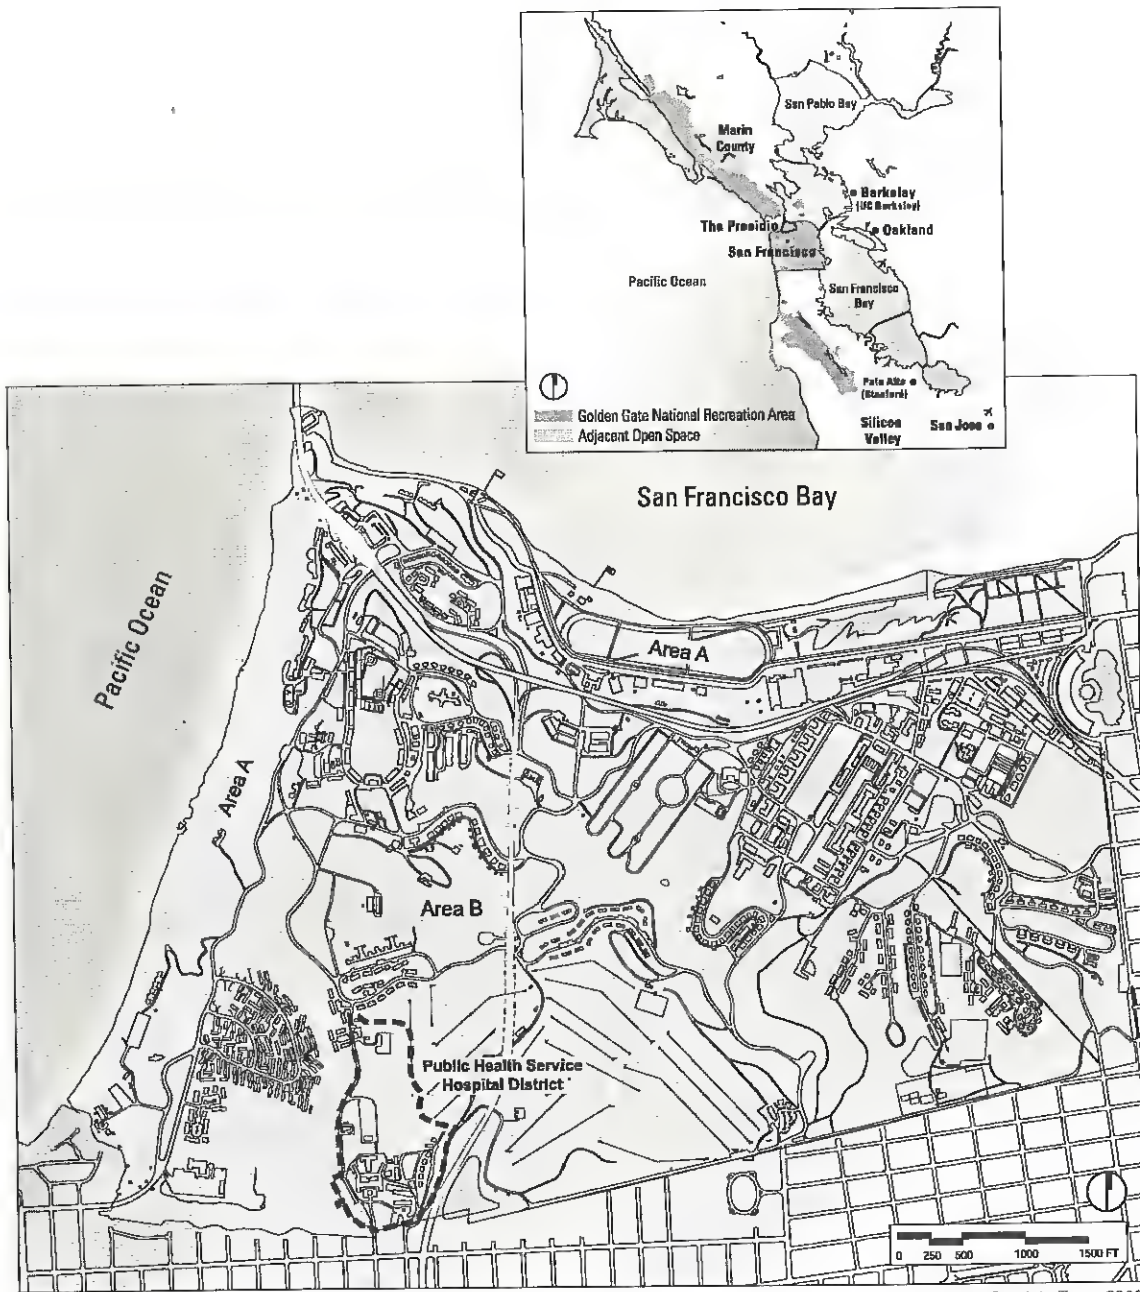 San Pablo Bay
Marin
County
Berkeley
(UC Berkeley)
The Presidio
Oakland
San Francisco
Pacific Ocean
San Francisco
Bay
Palo Alto
(Stanford)
Golden Gate National Recreation Area
Adjacent Open Space
Silicon
Valley
San Jose
San Francisco Bay
Pacific Ocean
Area A
Area A
Area B
Public Health Service
Hospital District
0 250 500 1000 1500 FT